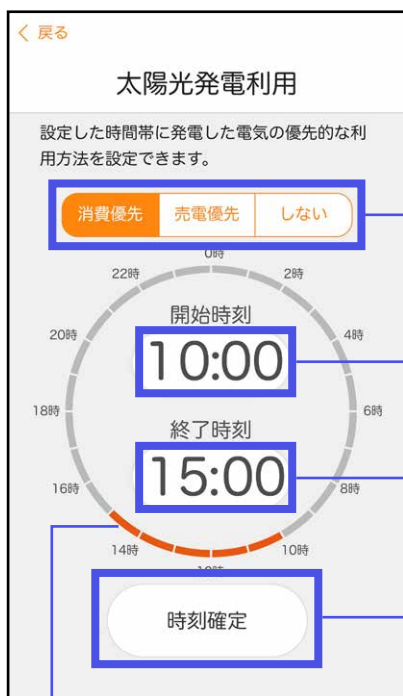 < 戻る
太陽光発電利用
設定した時間帯に発電した電気の優先的な利
用方法を設定できます。
消費優先 売電優先 しない
0時
22時 2時
開始時刻
20時 4時
10:00
18時 6時
終了時刻
15:00
16時 8時
14時 10時
時刻確定